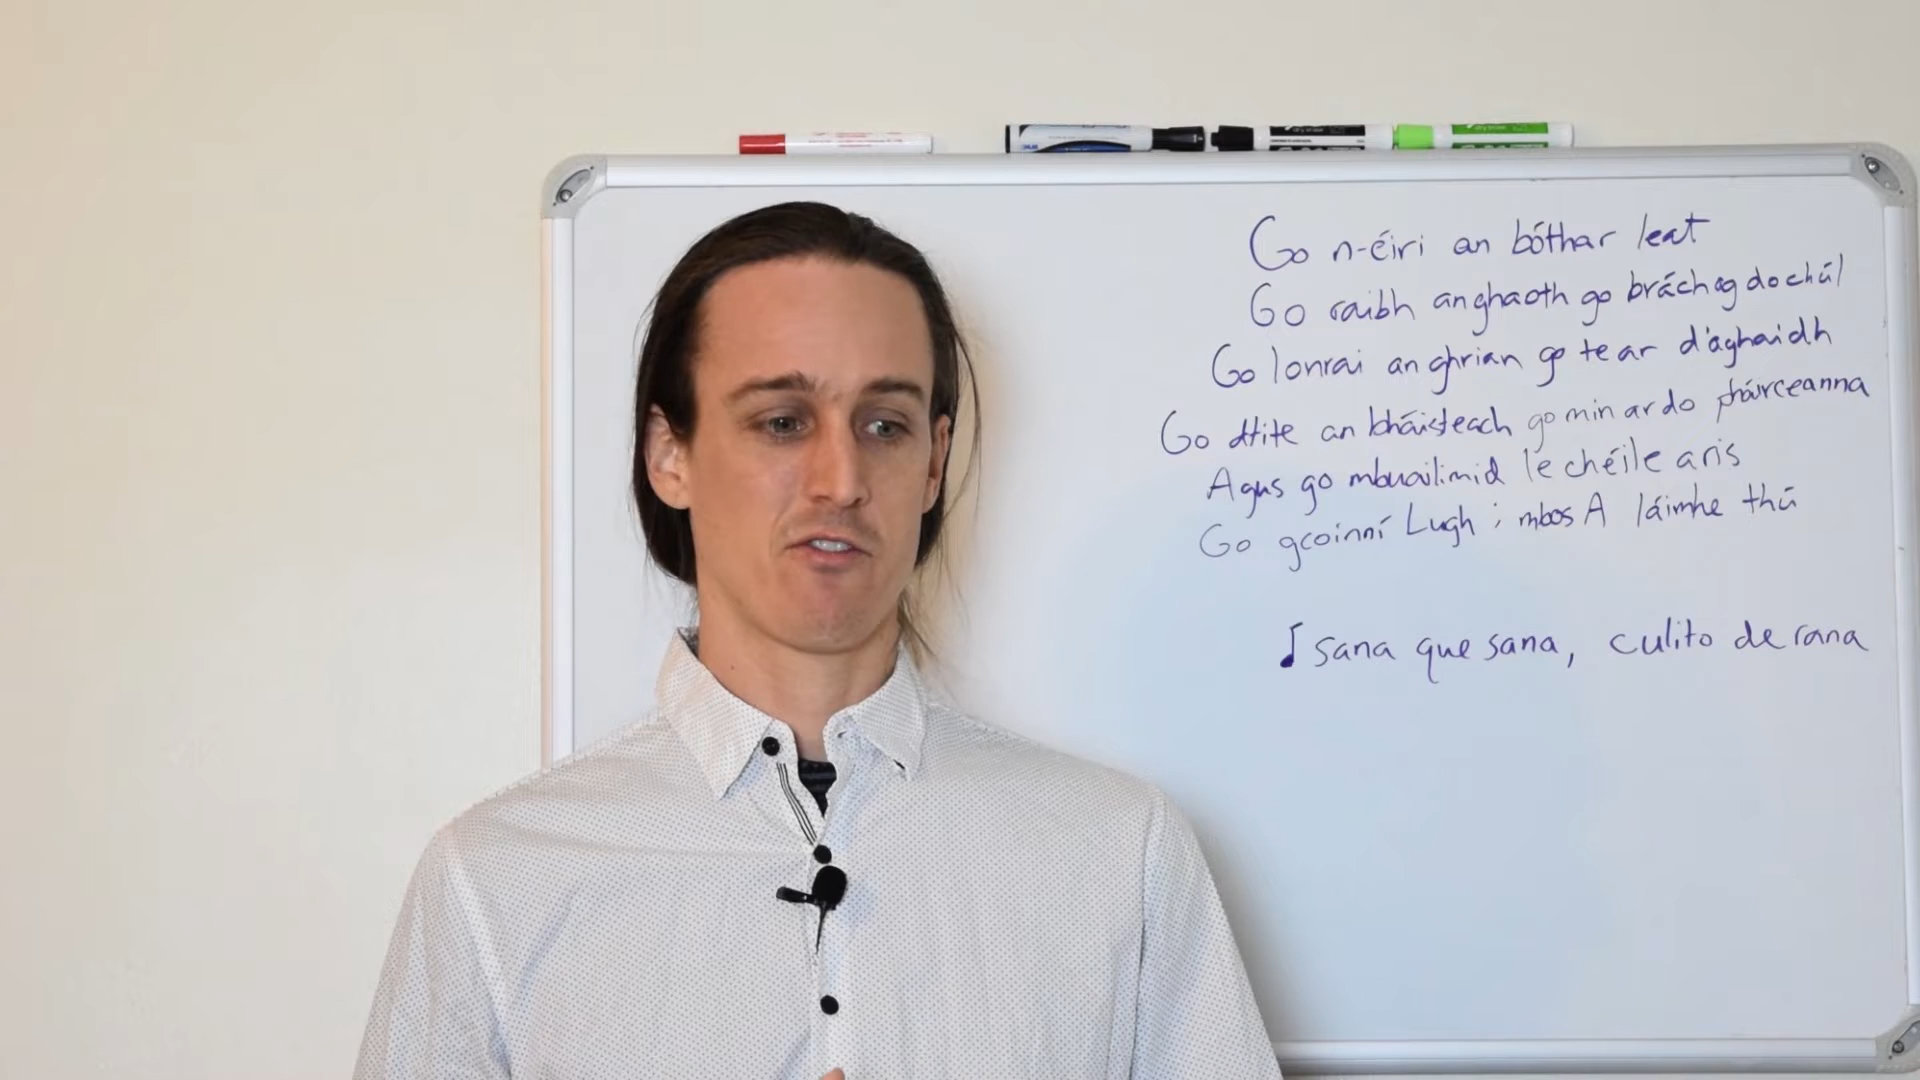 Go n-éiri an bóthar leat
Go raibh an ghaoth go brách ag do chúl
Go lonrai an ghrian go te ar d'aghaidh
Go dtite an bháisteach go min ar do pháirceanna
Agus go mbuailimid le chéile aris
Go gcoinní Lugh i mbos A láimhe thú
♩ sana que sana, culito de rana